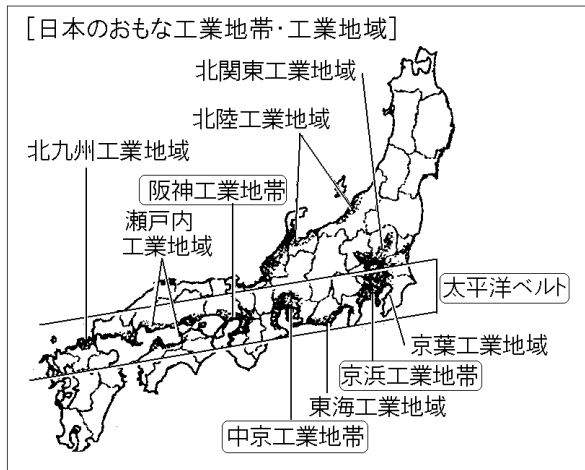 [日本のおもな工業地帯・工業地域]
北関東工業地域
北陸工業地域
北九州工業地域
阪神工業地帯
瀬戸内
工業地域
太平洋ベルト
京葉工業地域
京浜工業地帯
東海工業地域
中京工業地帯